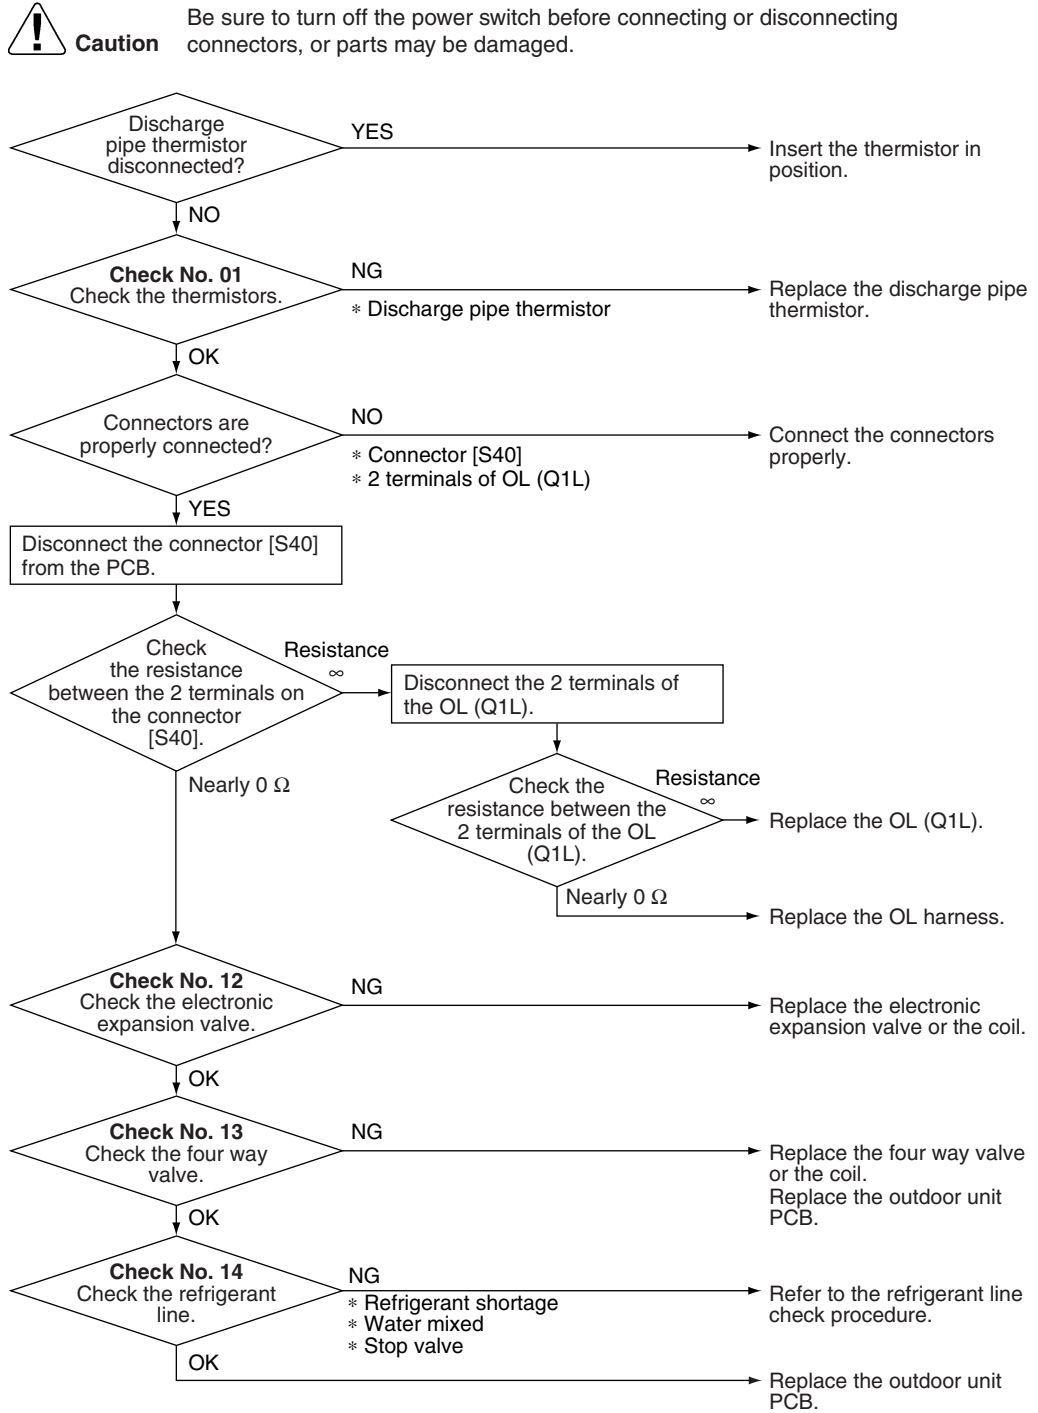 Caution
Be sure to turn off the power switch before connecting or disconnecting
connectors, or parts may be damaged.
Discharge
pipe thermistor
disconnected?
YES
Insert the thermistor in
position.
NO
Check No. 01
Check the thermistors.
NG
* Discharge pipe thermistor
Replace the discharge pipe
thermistor.
OK
Connectors are
properly connected?
NO
* Connector [S40]
* 2 terminals of OL (Q1L)
Connect the connectors
properly.
YES
Disconnect the connector [S40]
from the PCB.
Check
the resistance
between the 2 terminals on
the connector
[S40].
Resistance
∞
Disconnect the 2 terminals of
the OL (Q1L).
Nearly 0 Ω
Check the
resistance between the
2 terminals of the OL
(Q1L).
Resistance
∞
Replace the OL (Q1L).
Nearly 0 Ω
Replace the OL harness.
Check No. 12
Check the electronic
expansion valve.
NG
Replace the electronic
expansion valve or the coil.
OK
Check No. 13
Check the four way
valve.
NG
Replace the four way valve
or the coil.
Replace the outdoor unit
PCB.
OK
Check No. 14
Check the refrigerant
line.
NG
* Refrigerant shortage
* Water mixed
* Stop valve
Refer to the refrigerant line
check procedure.
OK
Replace the outdoor unit
PCB.